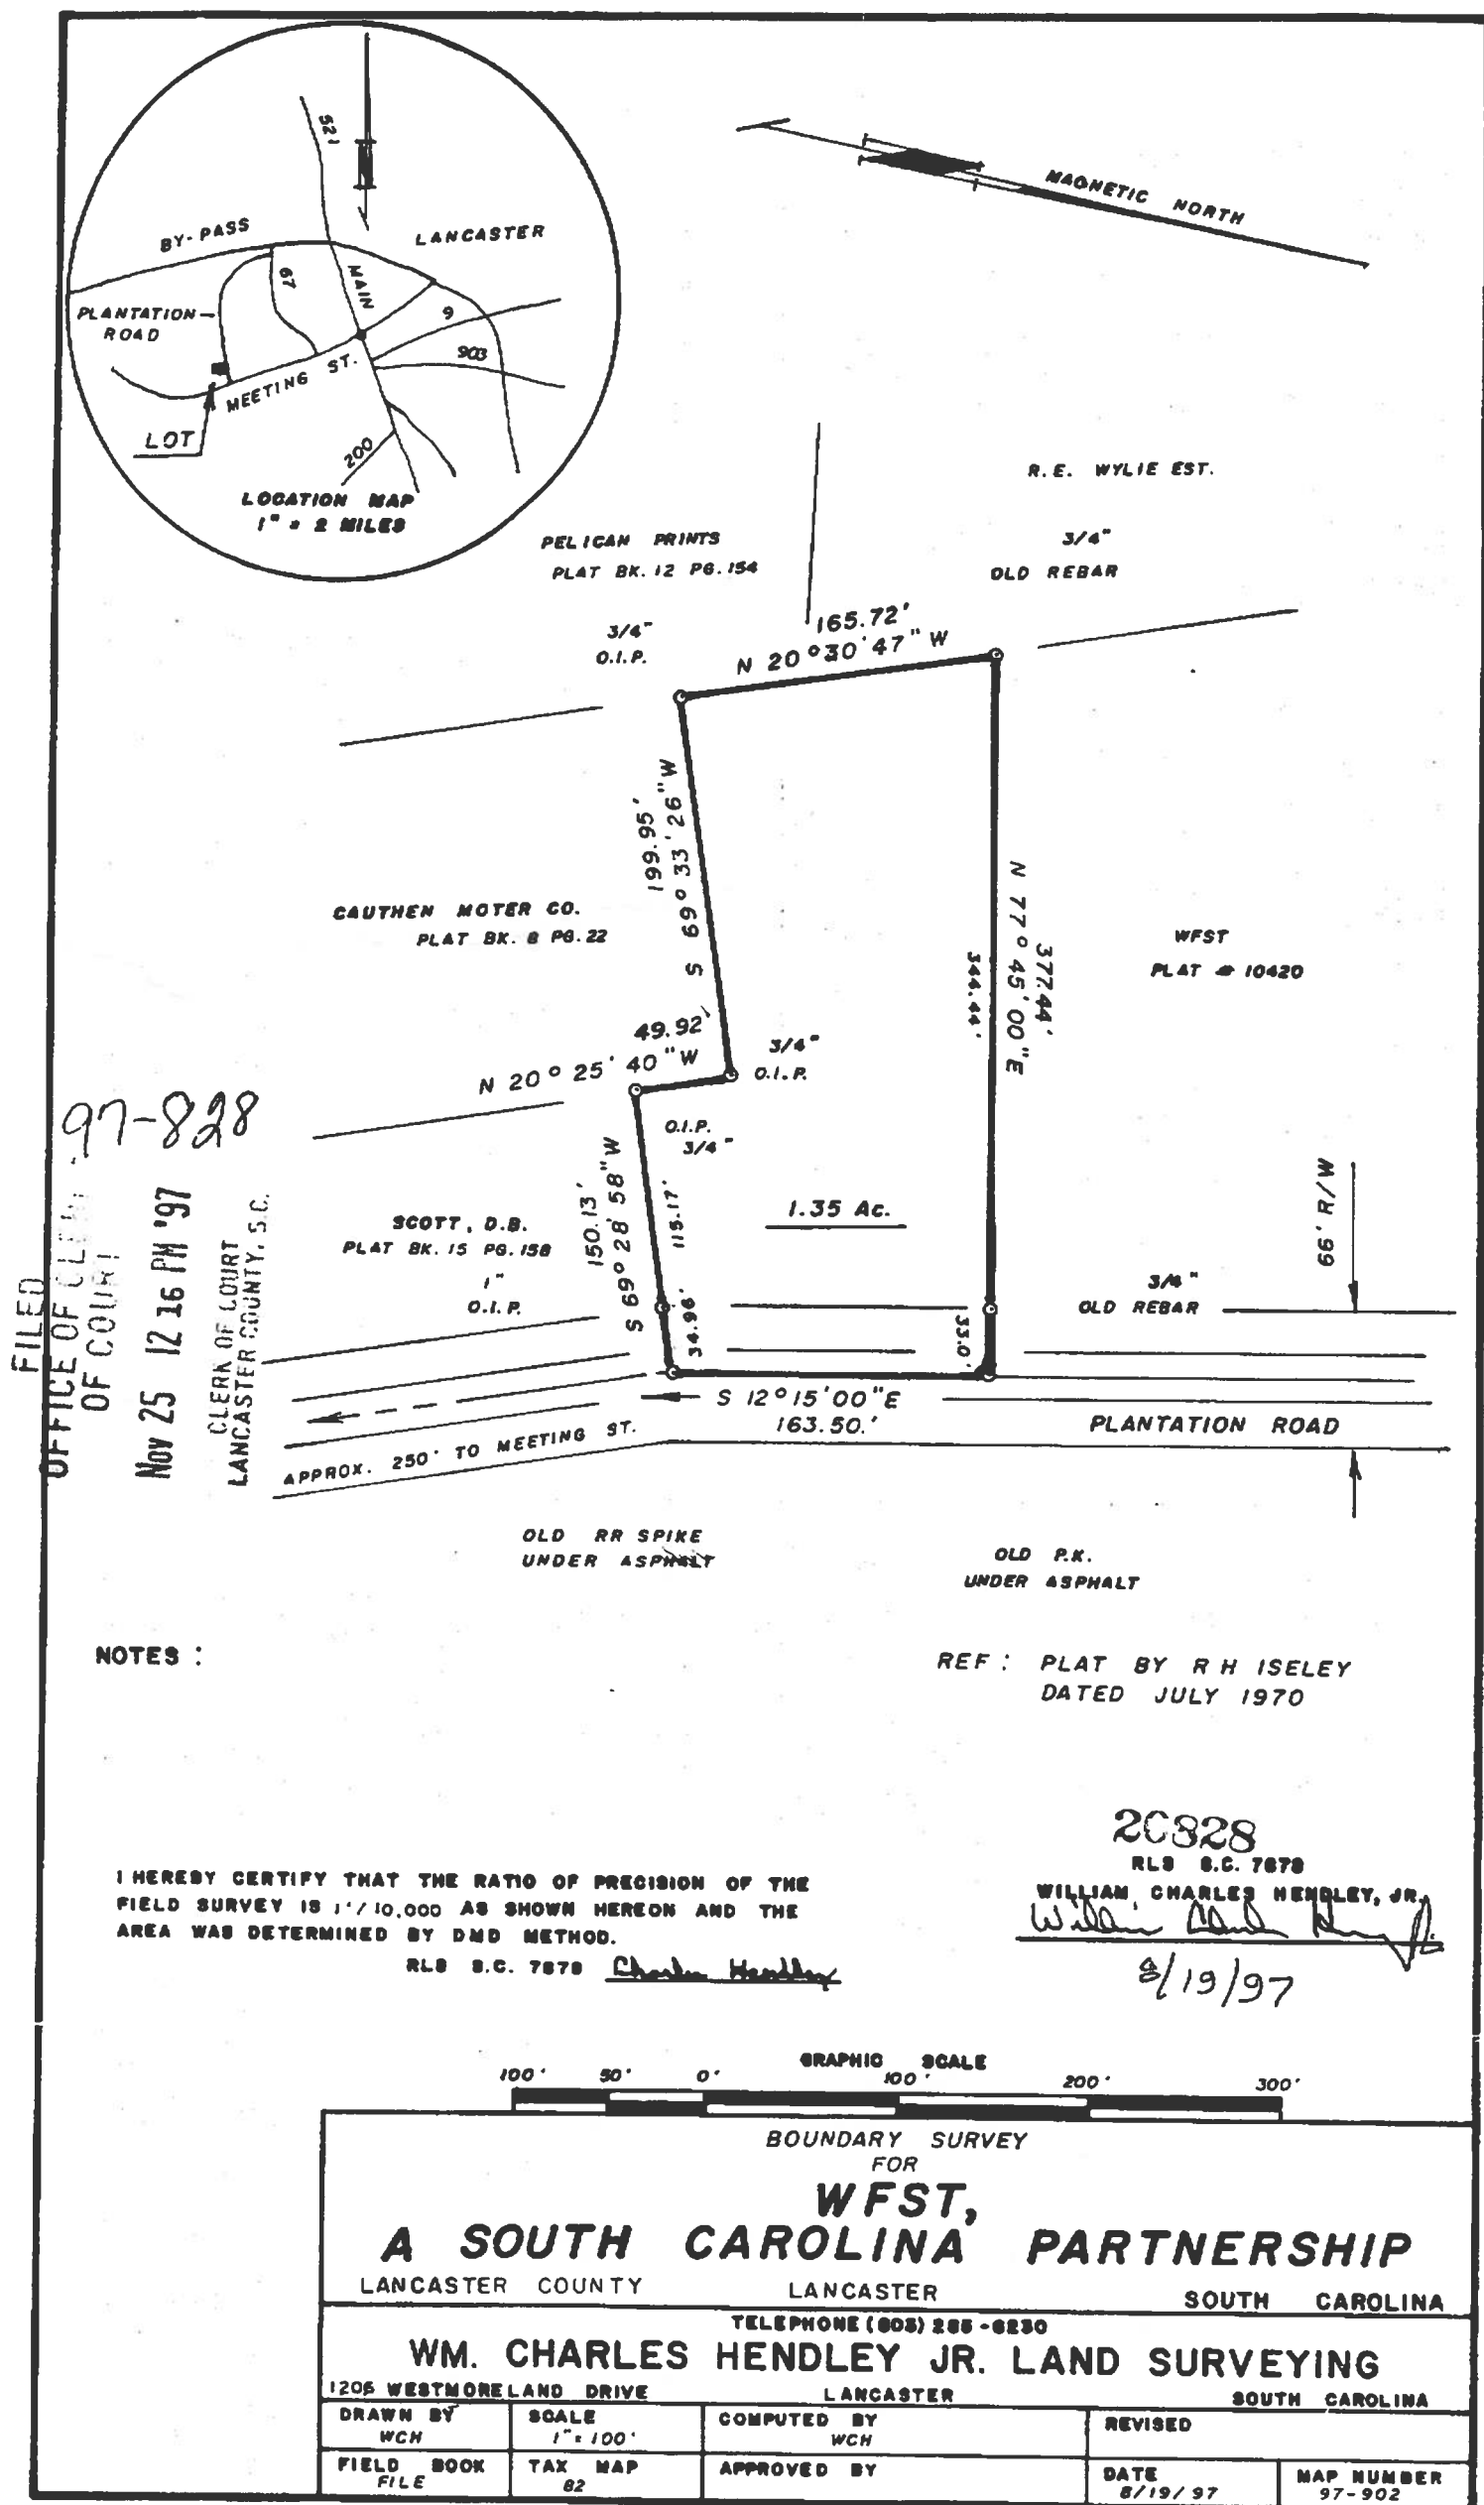 521
BY-PASS
LANCASTER
67
MAIN
PLANTATION
ROAD
9
903
MEETING ST.
LOT
200
LOCATION MAP
1" = 2 MILES
MAGNETIC NORTH
R.E. WYLIE EST.
PELICAN PRINTS
PLAT BK. 12 PG. 154
3/4"
OLD REBAR
3/4"
O.I.P.
165.72'
N 20° 30' 47" W
199.95'
S 69° 33' 26" W
CAUTHEN MOTER CO.
PLAT BK. 8 PG. 22
N 77° 45' 00" E
377.44'
344.44'
WFST
PLAT # 10420
49.92'
N 20° 25' 40" W
3/4"
O.I.P.
O.I.P.
3/4"
97-828
FILED
OFFICE OF CLERK
OF COURT
NOV 25 12 16 PM '97
CLERK OF COURT
LANCASTER COUNTY, S.C.
SCOTT, D.B.
PLAT BK. 15 PG. 158
1"
O.I.P.
150.13'
S 69° 28' 58" W
115.17'
34.96'
1.35 Ac.
66' R/W
3/4"
OLD REBAR
33.0'
S 12° 15' 00" E
163.50.'
PLANTATION ROAD
APPROX. 250' TO MEETING ST.
OLD RR SPIKE
UNDER ASPHALT
OLD P.K.
UNDER ASPHALT
NOTES :
REF : PLAT BY R H ISELEY
DATED JULY 1970
20828
RLS S.C. 7878
WILLIAM CHARLES HENDLEY, JR.
8/19/97
I HEREBY CERTIFY THAT THE RATIO OF PRECISION OF THE
FIELD SURVEY IS 1'/10,000 AS SHOWN HEREON AND THE
AREA WAS DETERMINED BY DMD METHOD.
RLS S.C. 7878 Charles Hendley
GRAPHIC SCALE
100' 50' 0' 100' 200' 300'
BOUNDARY SURVEY
FOR
WFST,
A SOUTH CAROLINA PARTNERSHIP
LANCASTER COUNTY LANCASTER SOUTH CAROLINA
TELEPHONE (803) 285-6230
WM. CHARLES HENDLEY JR. LAND SURVEYING
1206 WESTMORELAND DRIVE LANCASTER SOUTH CAROLINA
DRAWN BY SCALE COMPUTED BY REVISED
WCH 1" = 100' WCH
FIELD BOOK TAX MAP APPROVED BY DATE MAP NUMBER
FILE 82 8/19/97 97-902